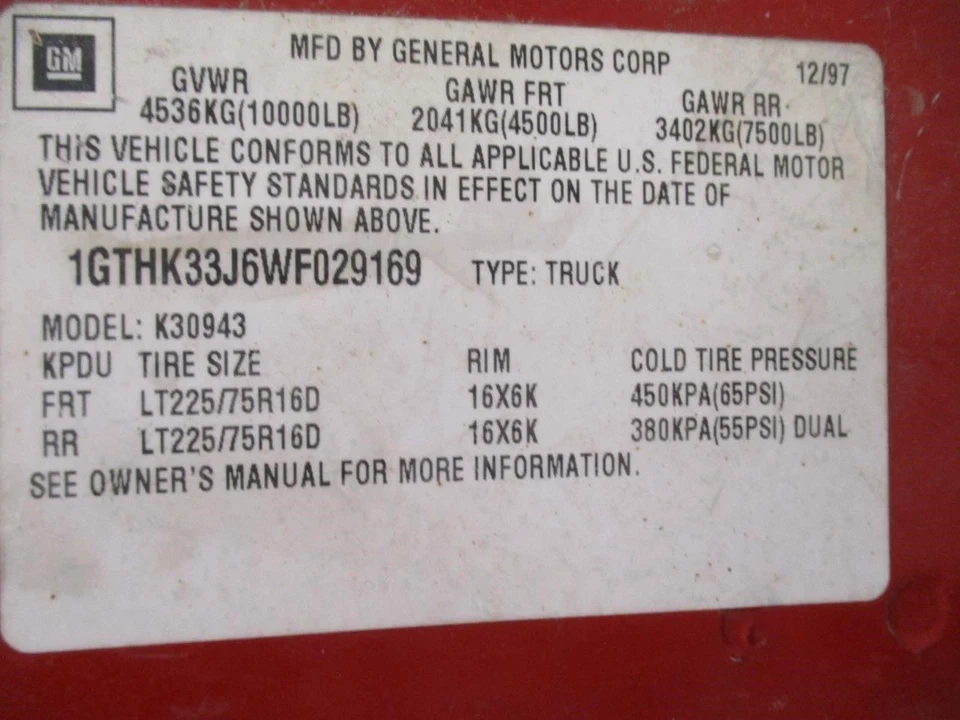 GM
MFD BY GENERAL MOTORS CORP
12/97
GVWR GAWR FRT GAWR RR
4536KG(10000LB) 2041KG(4500LB) 3402KG(7500LB)
THIS VEHICLE CONFORMS TO ALL APPLICABLE U.S. FEDERAL MOTOR
VEHICLE SAFETY STANDARDS IN EFFECT ON THE DATE OF
MANUFACTURE SHOWN ABOVE.
1GTHK33J6WF029169 TYPE: TRUCK
MODEL: K30943
KPDU TIRE SIZE RIM COLD TIRE PRESSURE
FRT LT225/75R16D 16X6K 450KPA(65PSI)
RR LT225/75R16D 16X6K 380KPA(55PSI) DUAL
SEE OWNER'S MANUAL FOR MORE INFORMATION.